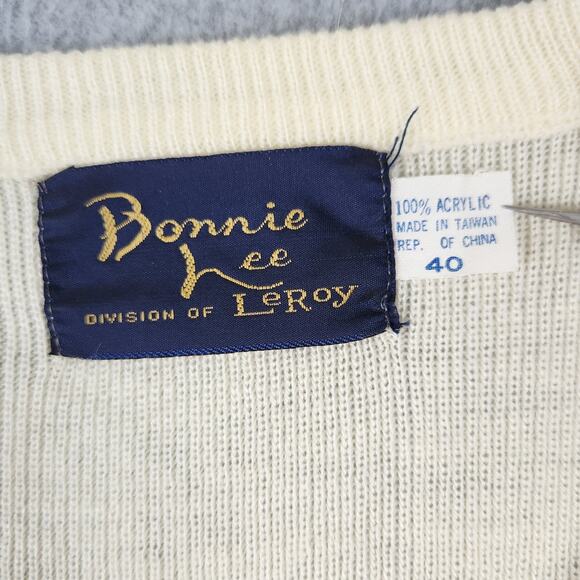 Bonnie
Lee
DIVISION OF LeRoy
100% ACRYLIC
MADE IN TAIWAN
REP. OF CHINA
40